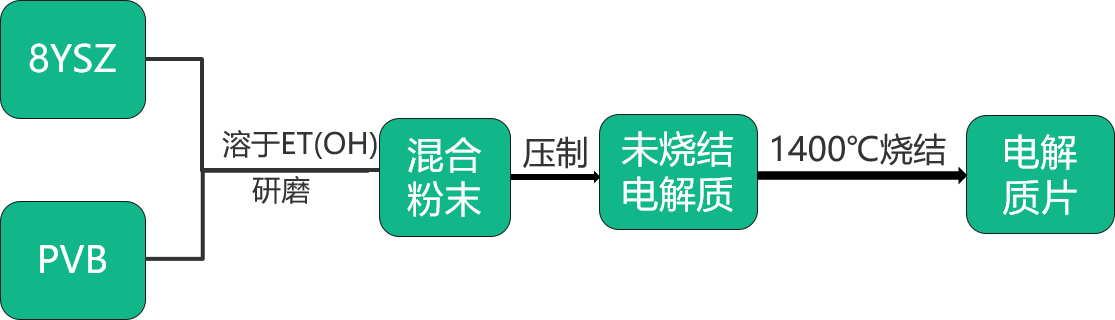 8YSZ
PVB
溶于ET(OH)
研磨
混合
粉末
压制
未烧结
电解质
1400℃烧结
电解
质片